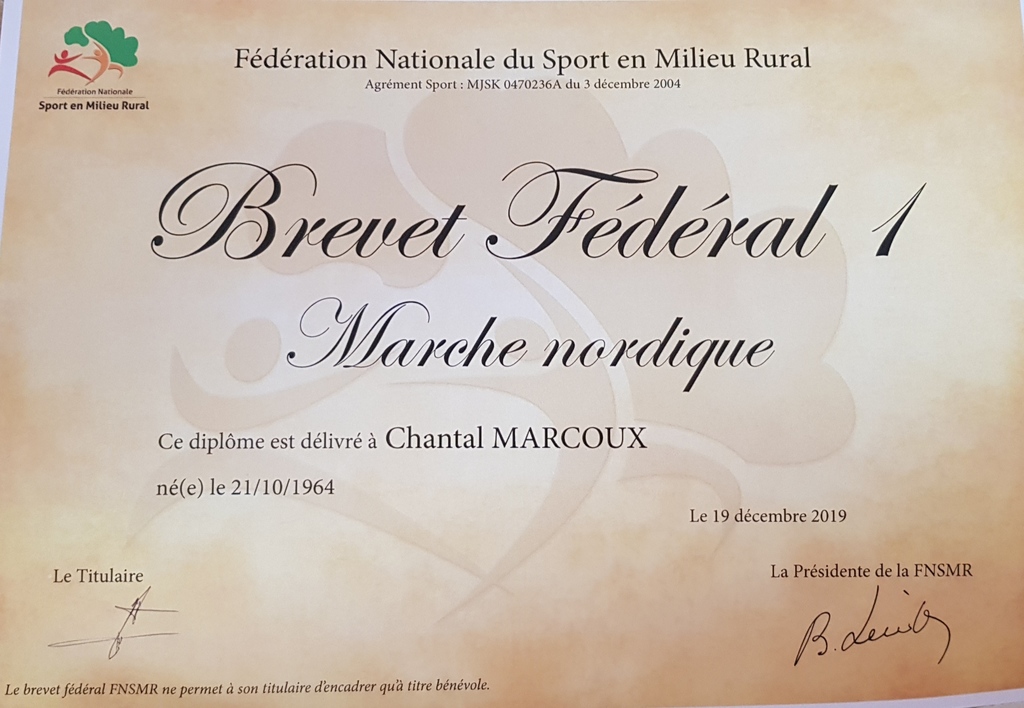 Fédération Nationale
Sport en Milieu Rural
Fédération Nationale du Sport en Milieu Rural
Agrément Sport : MJSK 0470236A du 3 décembre 2004
Brevet Fédéral 1
Marche nordique
Ce diplôme est délivré à Chantal MARCOUX
né(e) le 21/10/1964
Le 19 décembre 2019
Le Titulaire
La Présidente de la FNSMR
Le brevet fédéral FNSMR ne permet à son titulaire d'encadrer qu'à titre bénévole.